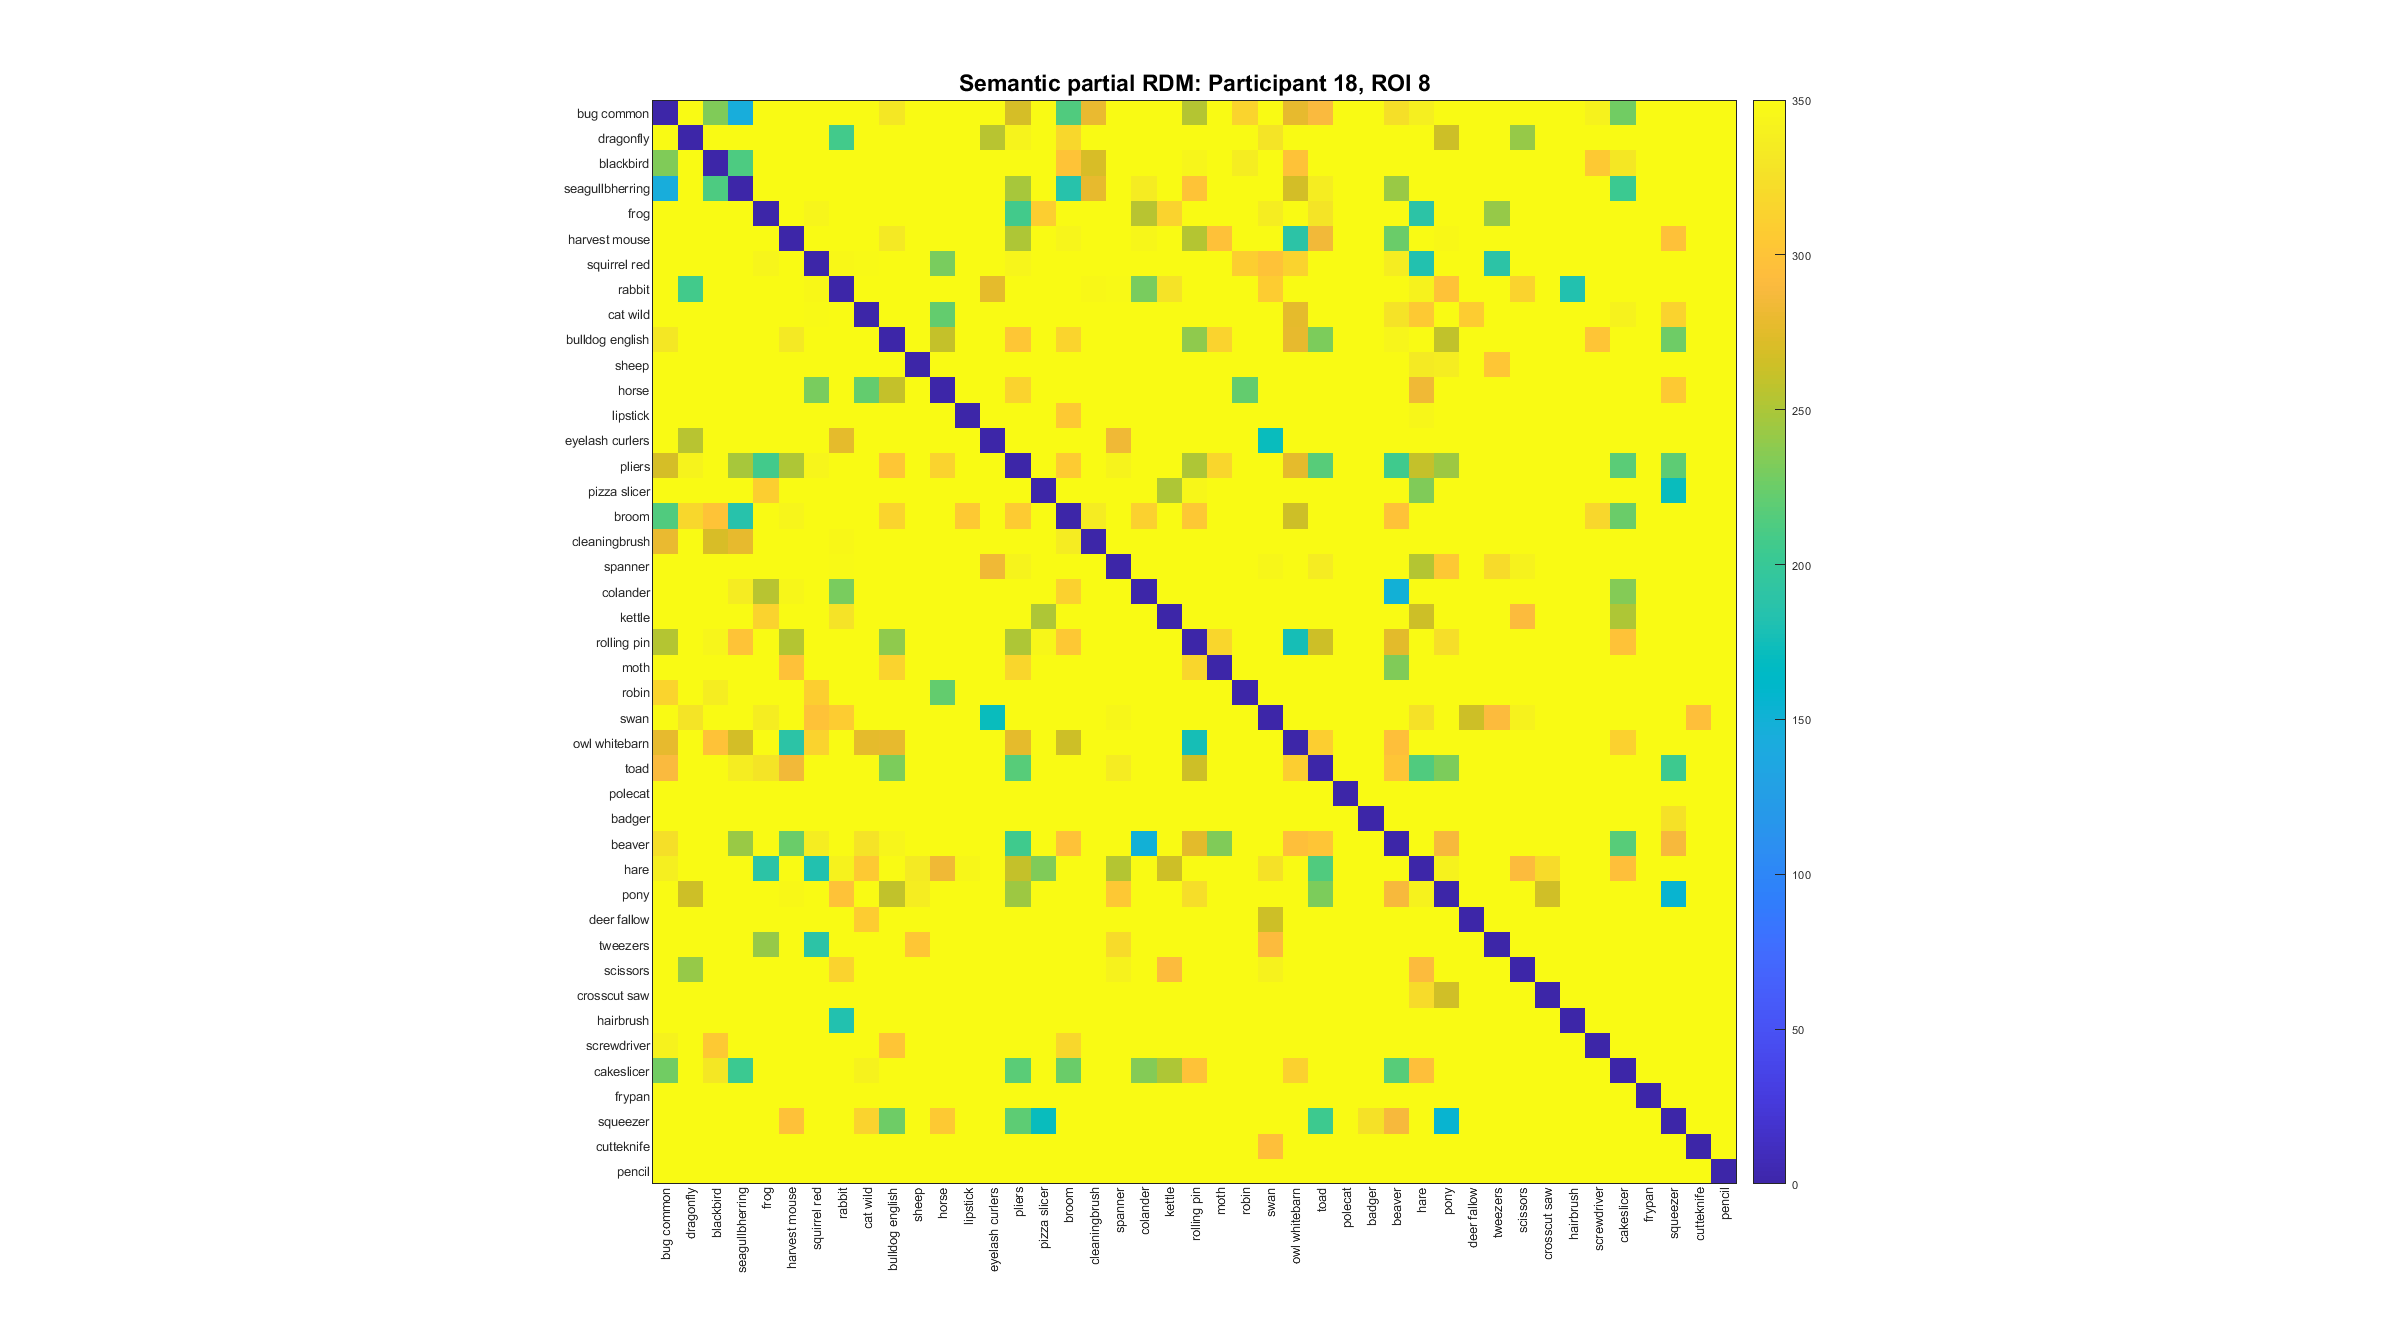 Semantic partial RDM: Participant 18, ROI 8
bug common
dragonfly
blackbird
seagullbherring
frog
harvest mouse
squirrel red
rabbit
cat wild
bulldog english
sheep
horse
lipstick
eyelash curlers
pliers
pizza slicer
broom
cleaningbrush
spanner
colander
kettle
rolling pin
moth
robin
swan
owl whitebarn
toad
polecat
badger
beaver
hare
pony
deer fallow
tweezers
scissors
crosscut saw
hairbrush
screwdriver
cakeslicer
frypan
squeezer
cutteknife
pencil
bug common
dragonfly
blackbird
seagullbherring
frog
harvest mouse
squirrel red
rabbit
cat wild
bulldog english
sheep
horse
lipstick
eyelash curlers
pliers
pizza slicer
broom
cleaningbrush
spanner
colander
kettle
rolling pin
moth
robin
swan
owl whitebarn
toad
polecat
badger
beaver
hare
pony
deer fallow
tweezers
scissors
crosscut saw
hairbrush
screwdriver
cakeslicer
frypan
squeezer
cutteknife
pencil
350
300
250
200
150
100
50
0